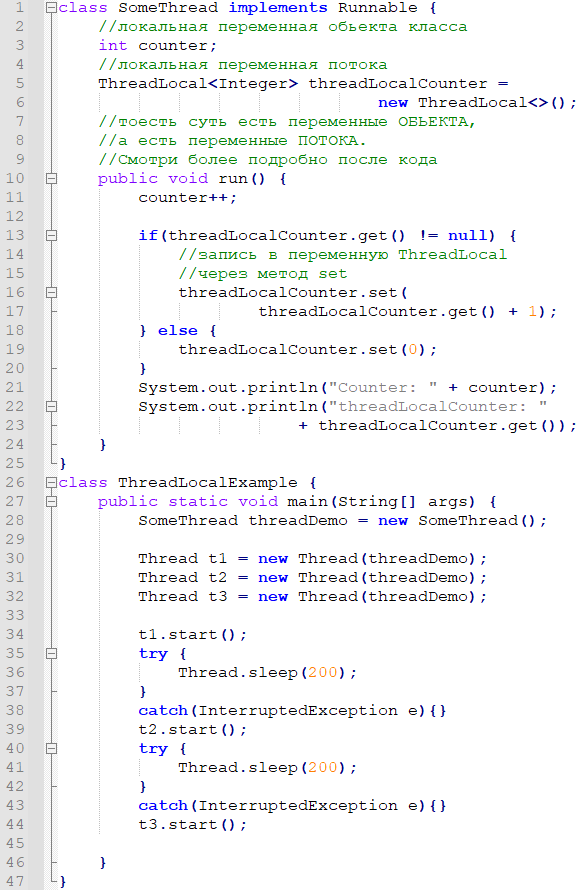 1 class SomeThread implements Runnable {
2 //локальная переменная обьекта класса
3 int counter;
4 //локальная переменная потока
5 ThreadLocal<Integer> threadLocalCounter =
6 new ThreadLocal<>();
7 //тоесть суть есть переменные ОБЬЕКТА,
8 //а есть переменные ПОТОКА.
9 //Смотри более подробно после кода
10 public void run() {
11 counter++;
12
13 if(threadLocalCounter.get() != null) {
14 //запись в переменную ThreadLocal
15 //через метод set
16 threadLocalCounter.set(
17 threadLocalCounter.get() + 1);
18 } else {
19 threadLocalCounter.set(0);
20 }
21 System.out.println("Counter: " + counter);
22 System.out.println("threadLocalCounter: "
23 + threadLocalCounter.get());
24 }
25 }
26 class ThreadLocalExample {
27 public static void main(String[] args) {
28 SomeThread threadDemo = new SomeThread();
29
30 Thread t1 = new Thread(threadDemo);
31 Thread t2 = new Thread(threadDemo);
32 Thread t3 = new Thread(threadDemo);
33
34 t1.start();
35 try {
36 Thread.sleep(200);
37 }
38 catch(InterruptedException e){}
39 t2.start();
40 try {
41 Thread.sleep(200);
42 }
43 catch(InterruptedException e){}
44 t3.start();
45
46 }
47 }